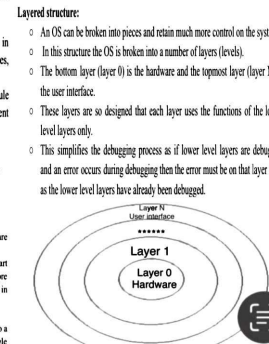 Layered structure:
○ An OS can be broken into pieces and retain much more control on the
○ In this structure the OS is broken into a number of layers (levels).
○ The bottom layer (layer 0) is the hardware and the topmost layer (layer
the user interface.
○ These layers are so designed that each layer uses the functions of the
level layers only.
○ This simplifies the debugging process as if lower level layers are
and an error occurs during debugging then the error must be on that layer
as the lower level layers have already been debugged.
Layer N
User interface
******
Layer 1
Layer 0
Hardware
in
in